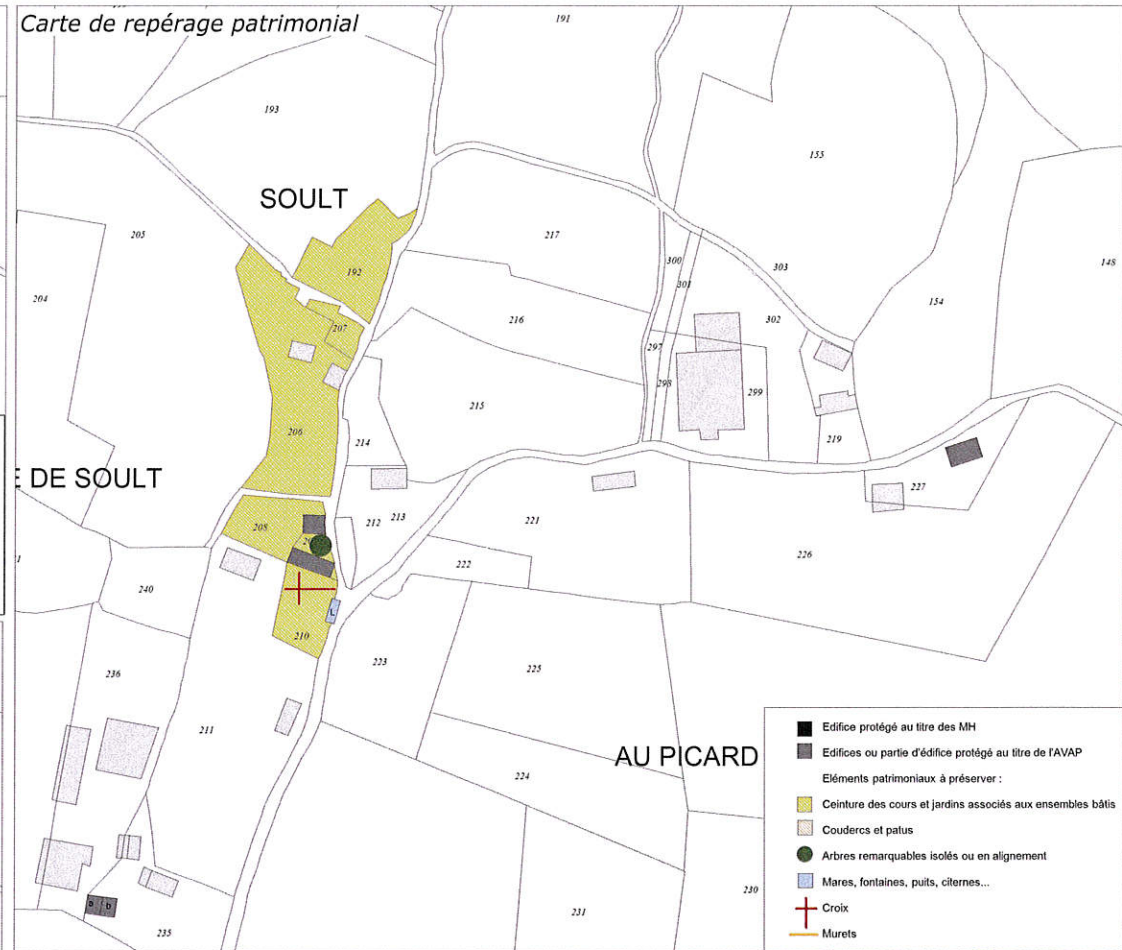 Carte de repérage patrimonial
191
193
155
SOULT
205
217
303
148
192
300
204
301
154
216
302
207
297
298
299
215
206
214
219
E DE SOULT
227
208
212
213
221
226
222
240
L
210
223
225
236
211
AU PICARD
224
230
231
b
b
235
Edifice protégé au titre des MH
Edifices ou partie d'édifice protégé au titre de l'AVAP
Eléments patrimoniaux à préserver :
Ceinture des cours et jardins associés aux ensembles bâtis
Coudercs et patus
Arbres remarquables isolés ou en alignement
Mares, fontaines, puits, citernes...
Croix
Murets